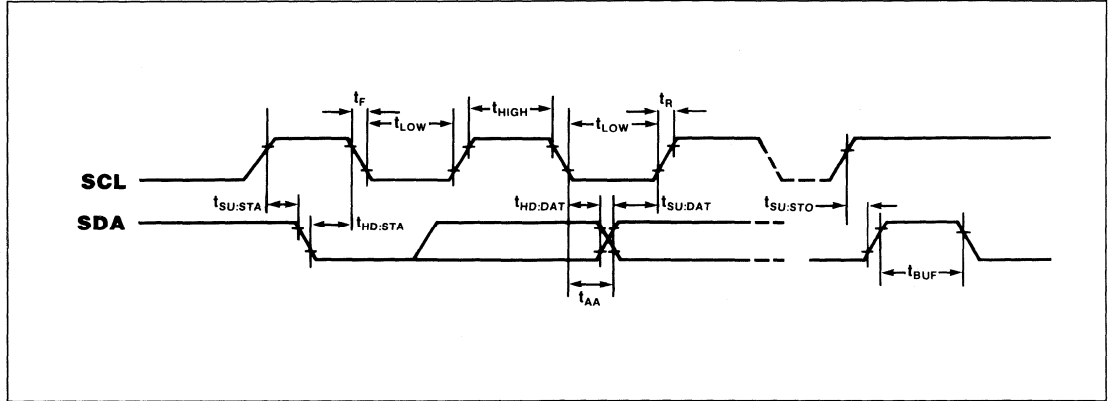 tF
tLOW
tHIGH
tLOW
tR
SCL
tSU:STA
tHD:STA
tHD:DAT
tSU:DAT
tSU:STO
SDA
tAA
tBUF